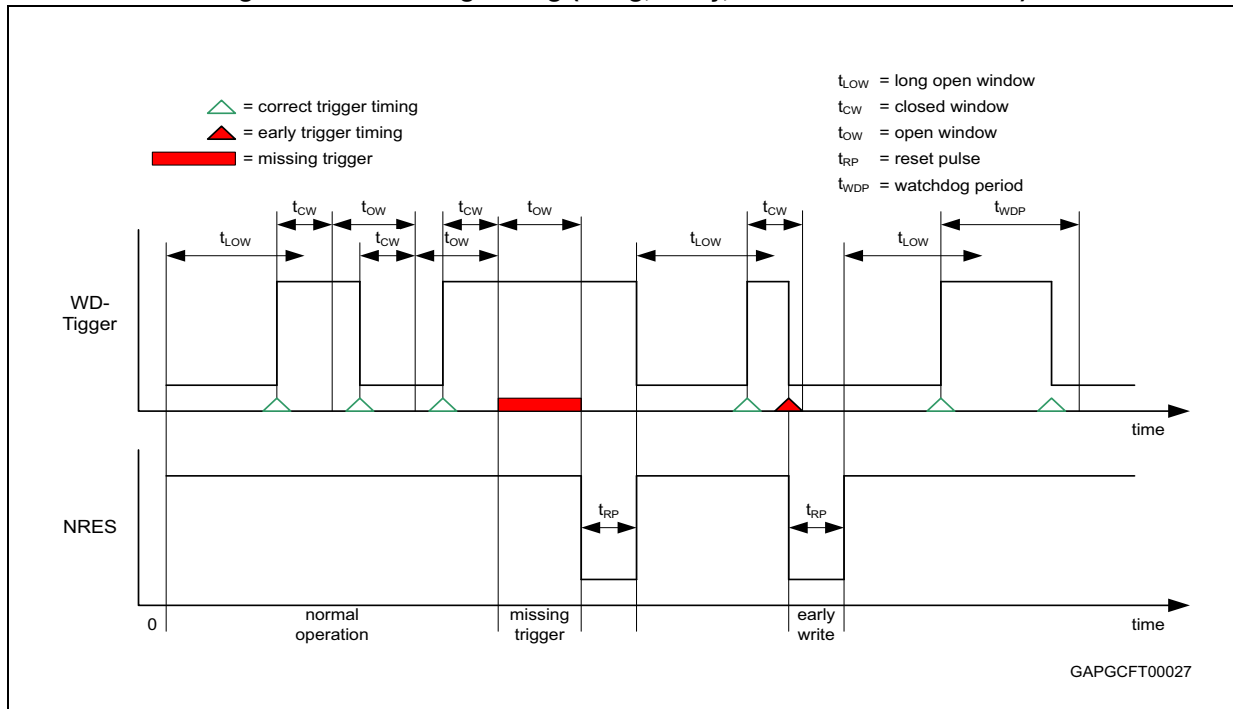 = correct trigger timing
= early trigger timing
= missing trigger
tLOW = long open window
tCW = closed window
tOW = open window
tRP = reset pulse
tWDP = watchdog period
tCW tOW tCW tOW tCW tWDP
tLOW tCW tOW tLOW tLOW
WD-
Tigger
time
NRES
tRP tRP
0
normal
operation
missing
trigger
early
write
time
GAPGCFT00027